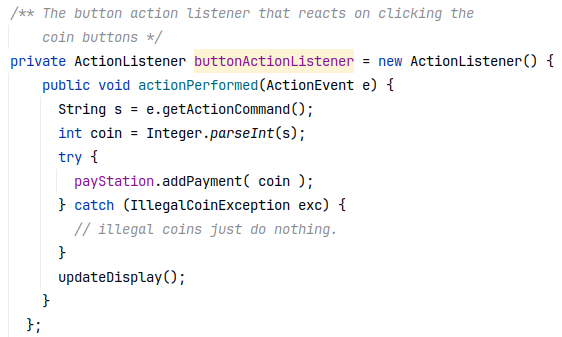 /** The button action listener that reacts on clicking the
    coin buttons */
private ActionListener buttonActionListener = new ActionListener() {
    public void actionPerformed(ActionEvent e) {
      String s = e.getActionCommand();
      int coin = Integer.parseInt(s);
      try {
        payStation.addPayment( coin );
      } catch (IllegalCoinException exc) {
        // illegal coins just do nothing.
      }
      updateDisplay();
    }
  };